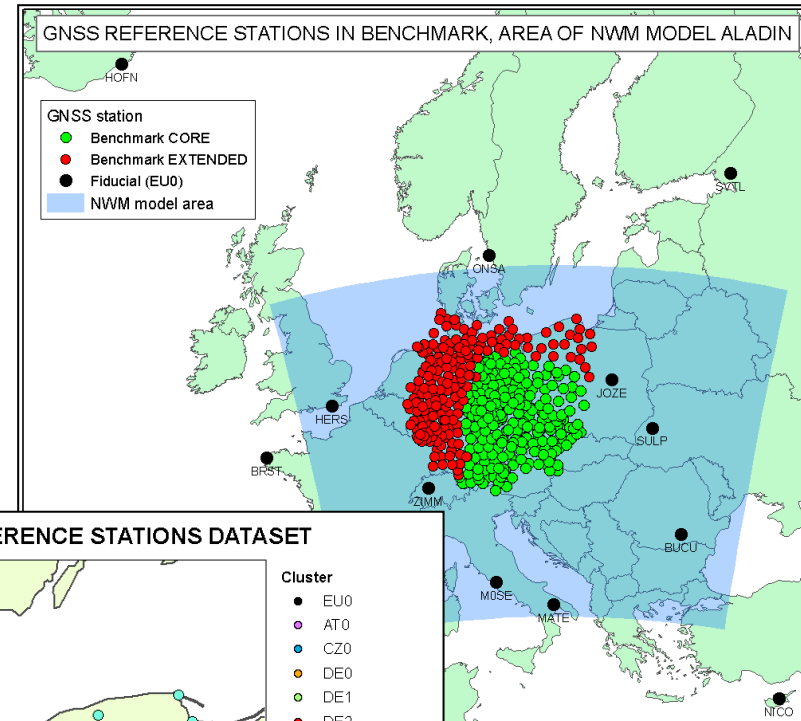 GNSS REFERENCE STATIONS IN BENCHMARK, AREA OF NWM MODEL ALADIN
HOFN
GNSS station
Benchmark CORE
Benchmark EXTENDED
Fiducial (EU0)
NWM model area
SVTL
ONSA
JOZE
HERS
SULP
BRST
ZIMM
BUCU
M0SE
MATE
NICO
ERENCE STATIONS DATASET
Cluster
EU0
AT0
CZ0
DE0
DE1
DE2